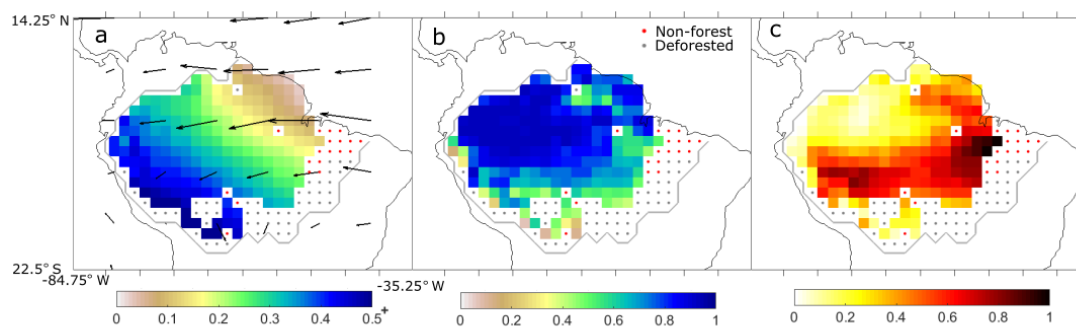 14.25° N
a
b
Non-forest
Deforested
c
22.5° S
-84.75° W
-35.25° W
0 0.1 0.2 0.3 0.4 0.5+
0 0.2 0.4 0.6 0.8 1
0 0.2 0.4 0.6 0.8 1